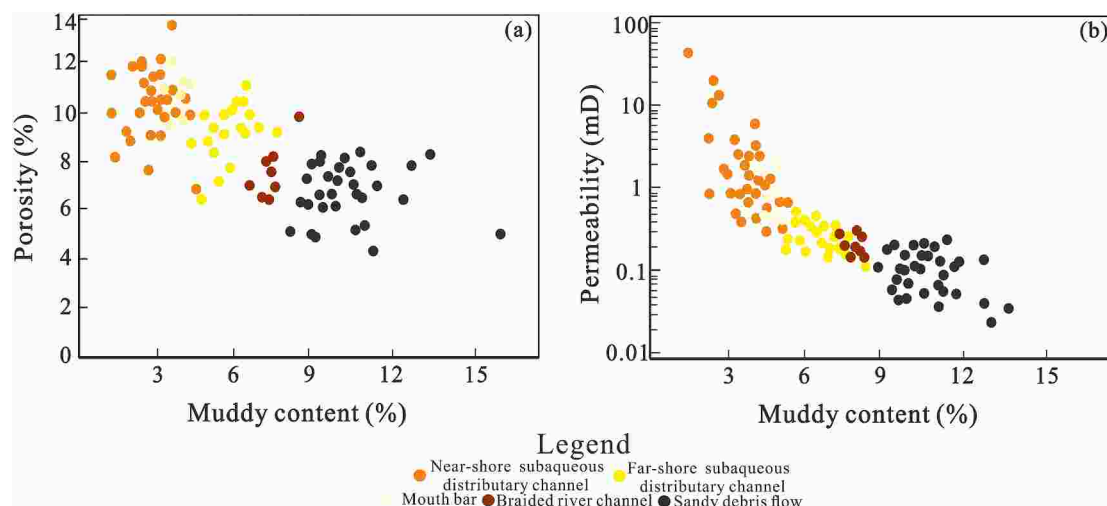 (a)
14
12
10
8
6
4
2
0
Porosity (%)
3 6 9 12 15
Muddy content (%)
(b)
100
10
1
0.1
0.01
Permeability (mD)
3 6 9 12 15
Muddy content (%)
Legend
Near-shore subaqueous distributary channel
Far-shore subaqueous distributary channel
Mouth bar
Braided river channel
Sandy debris flow